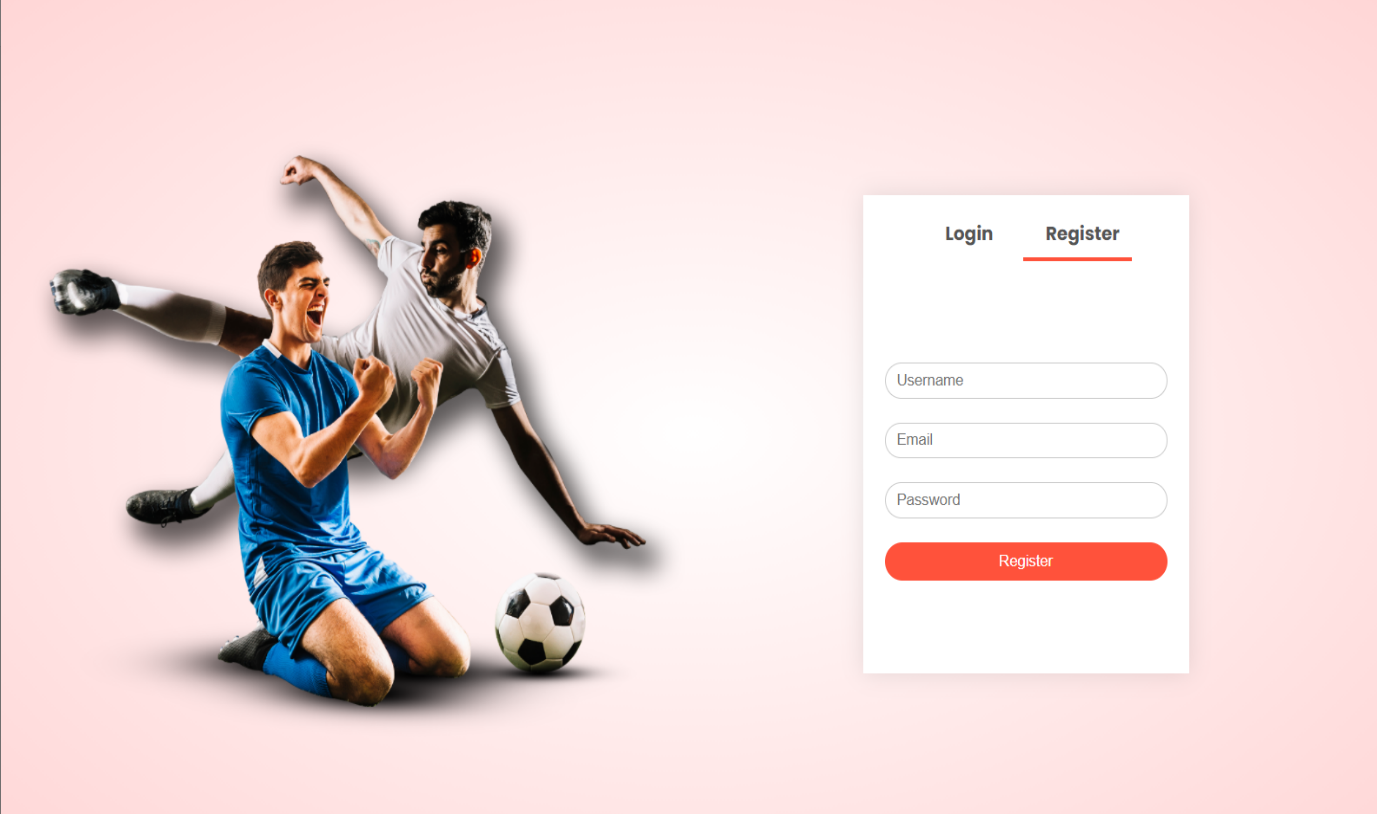 Login Register
Username
Email
Password
Register